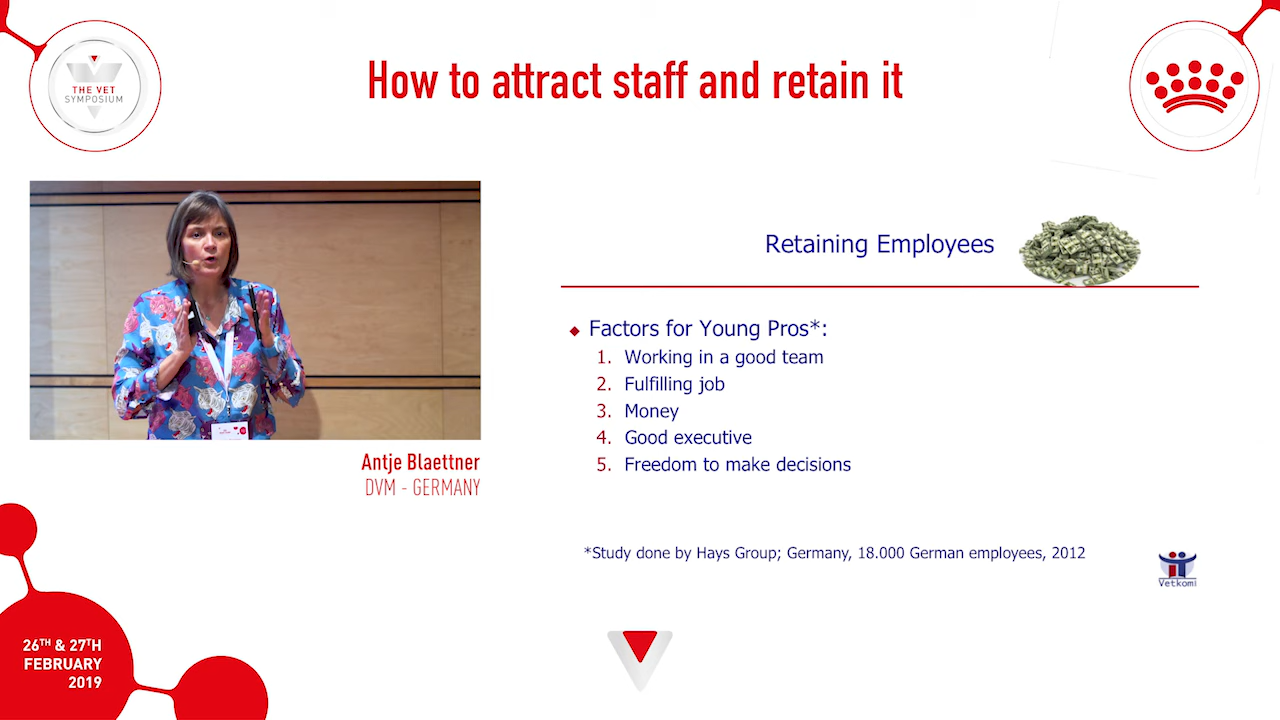 THE VET
SYMPOSIUM
How to attract staff and retain it
Retaining Employees
Factors for Young Pros*:
1. Working in a good team
2. Fulfilling job
3. Money
4. Good executive
5. Freedom to make decisions
*Study done by Hays Group; Germany, 18.000 German employees, 2012
Vetkomi
Antje Blaettner
DVM - GERMANY
26TH & 27TH
FEBRUARY
2019